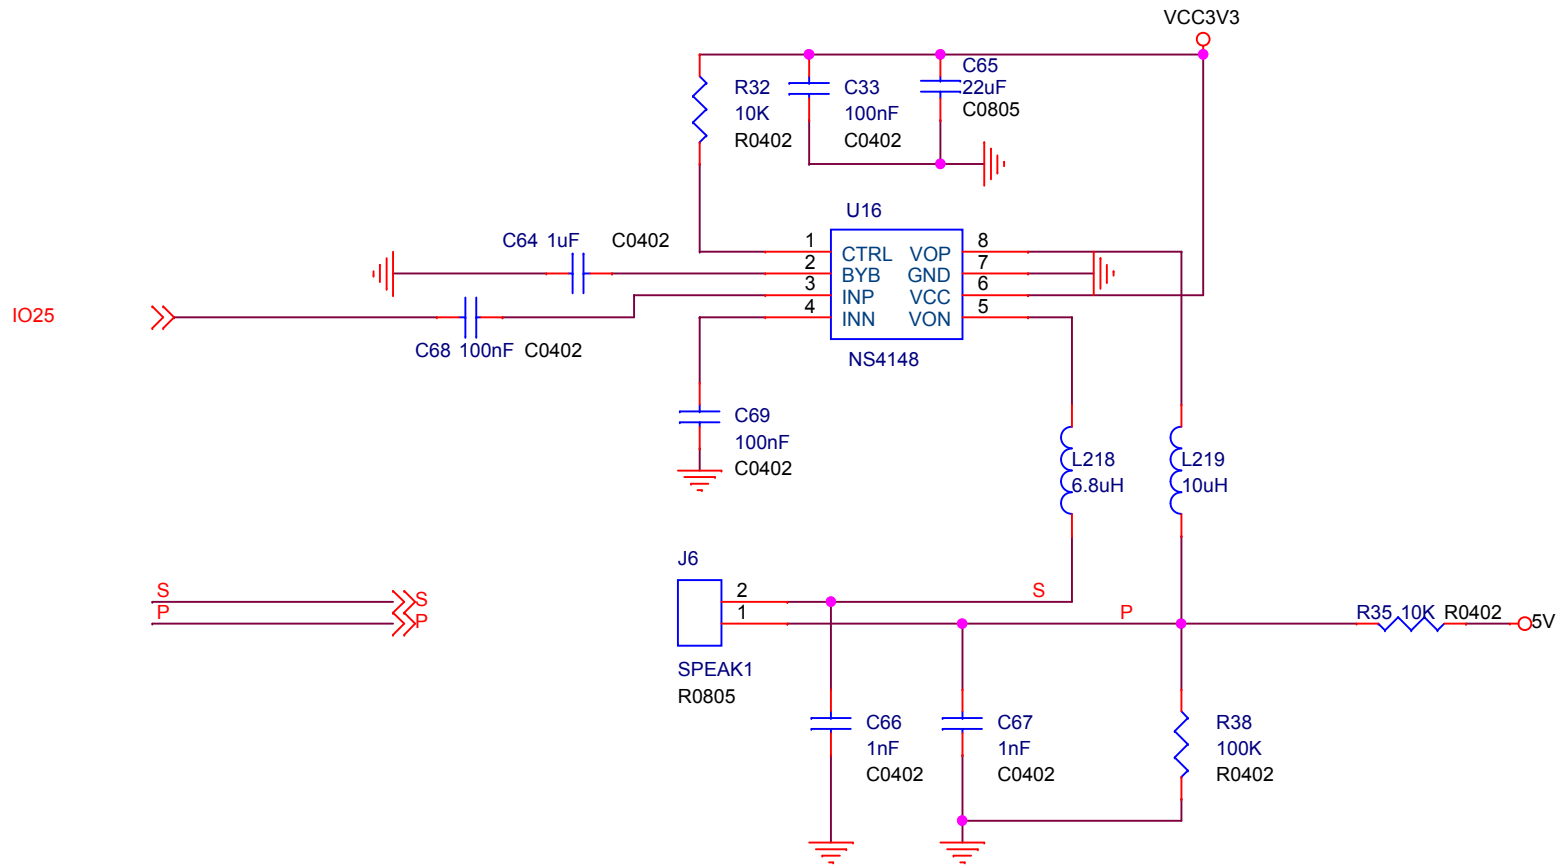 VCC3V3
R32
10K
R0402
C33
100nF
C0402
C65
22uF
C0805
U16
C64 1uF C0402
1 CTRL VOP 8
2 BYB GND 7
3 INP VCC 6
4 INN VON 5
IO25
C68 100nF C0402
NS4148
C69
100nF
C0402
L218
6.8uH
L219
10uH
J6
S S
P P
2 S
1 P
R35 10K R0402 5V
SPEAK1
R0805
C66
1nF
C0402
C67
1nF
C0402
R38
100K
R0402